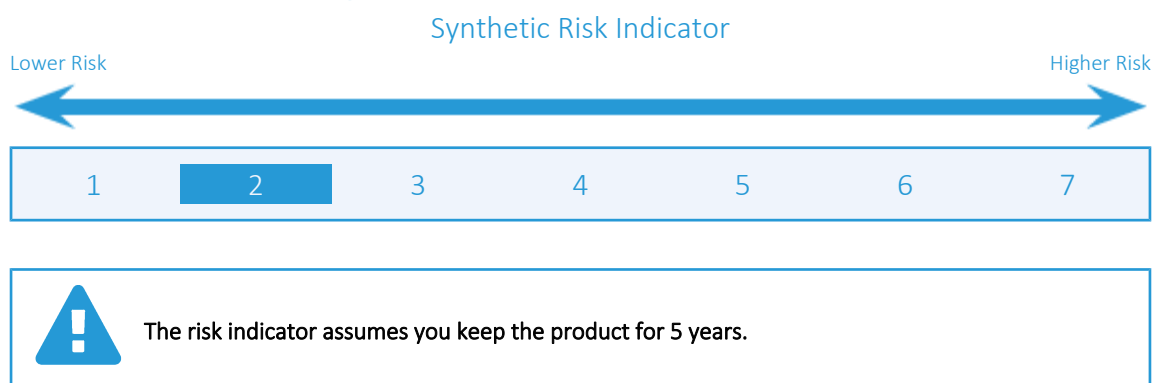 Synthetic Risk Indicator
Lower Risk Higher Risk
1 2 3 4 5 6 7
The risk indicator assumes you keep the product for 5 years.